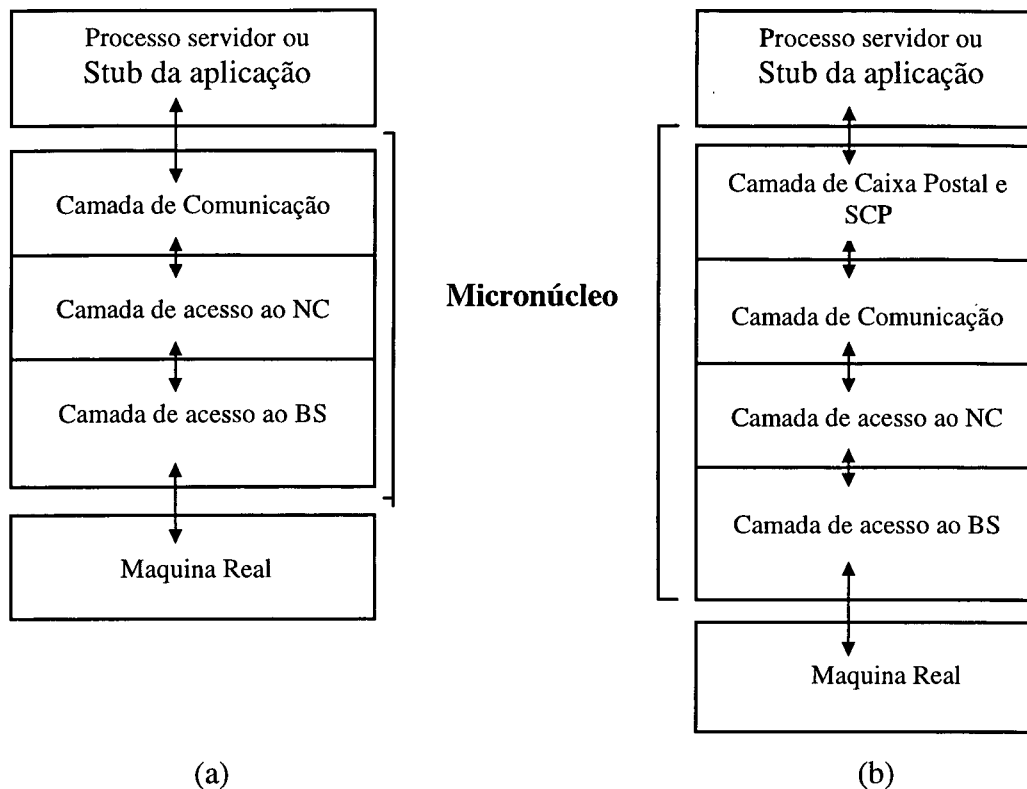 Processo servidor ou
Stub da aplicação
Camada de Comunicação
Camada de acesso ao NC
Camada de acesso ao BS
Maquina Real
(a)
Micronúcleo
Processo servidor ou
Stub da aplicação
Camada de Caixa Postal e
SCP
Camada de Comunicação
Camada de acesso ao NC
Camada de acesso ao BS
Maquina Real
(b)